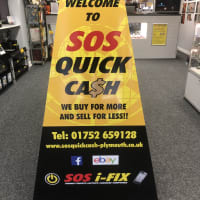 WELCOME
TO
SOS
QUICK
CA$H
WE BUY FOR MORE
AND SELL FOR LESS!!
Tel: 01752 659128
www.sosquickcash-plymouth.co.uk
f ebay
SOS i-FIX